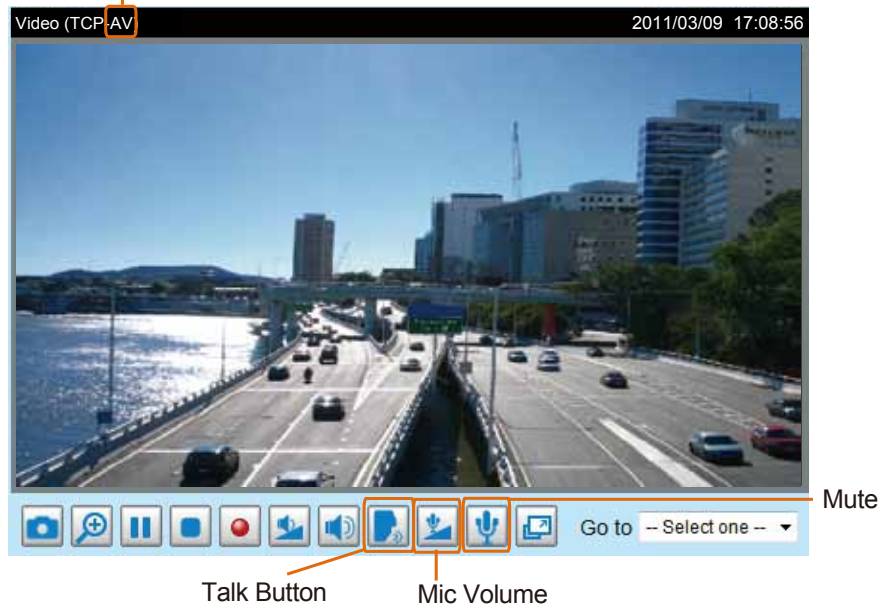 Video (TCP-AV)
2011/03/09 17:08:56
Mute
Go to
-- Select one --
Talk Button
Mic Volume